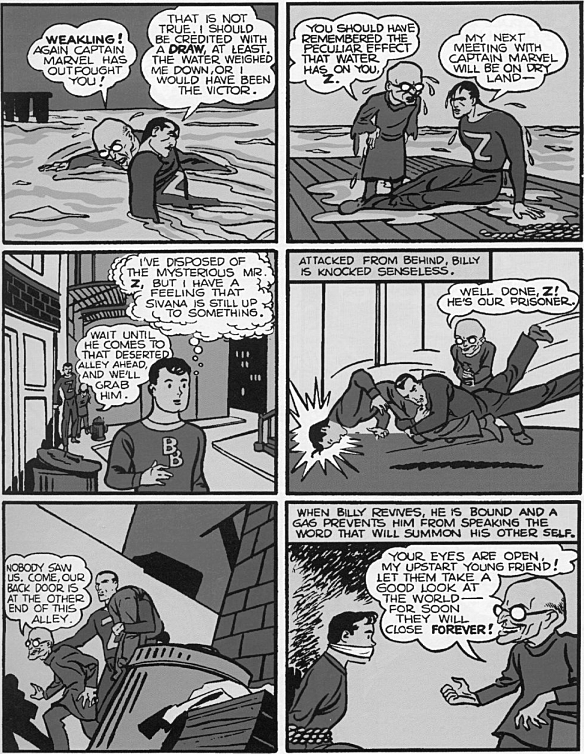 WEAKLING!
AGAIN CAPTAIN
MARVEL HAS
OUTFOUGHT
YOU!
THAT IS NOT
TRUE. I SHOULD
BE CREDITED WITH
A DRAW, AT LEAST.
THE WATER WEIGHED
ME DOWN, OR I
WOULD HAVE BEEN
THE VICTOR.
Z
YOU SHOULD HAVE
REMEMBERED THE
PECULIAR EFFECT
THAT WATER
HAS ON YOU,
Z.
MY NEXT
MEETING WITH
CAPTAIN MARVEL
WILL BE ON DRY
LAND—
Z
I'VE DISPOSED OF
THE MYSTERIOUS MR.
Z, BUT I HAVE A
FEELING THAT
SIVANA IS STILL UP
TO SOMETHING.
WAIT UNTIL
HE COMES TO
THAT DESERTED
ALLEY AHEAD,
AND WE'LL
GRAB
HIM.
B
B
ATTACKED FROM BEHIND, BILLY
IS KNOCKED SENSELESS.
WELL DONE, Z!
HE'S OUR PRISONER.
NOBODY SAW
US. COME, OUR
BACK DOOR IS
AT THE OTHER
END OF THIS
ALLEY.
WHEN BILLY REVIVES, HE IS BOUND AND A
GAG PREVENTS HIM FROM SPEAKING THE
WORD THAT WILL SUMMON HIS OTHER SELF.
YOUR EYES ARE OPEN,
MY UPSTART YOUNG FRIEND!
LET THEM TAKE A
GOOD LOOK AT
THE WORLD—
FOR SOON
THEY WILL
CLOSE FOREVER!